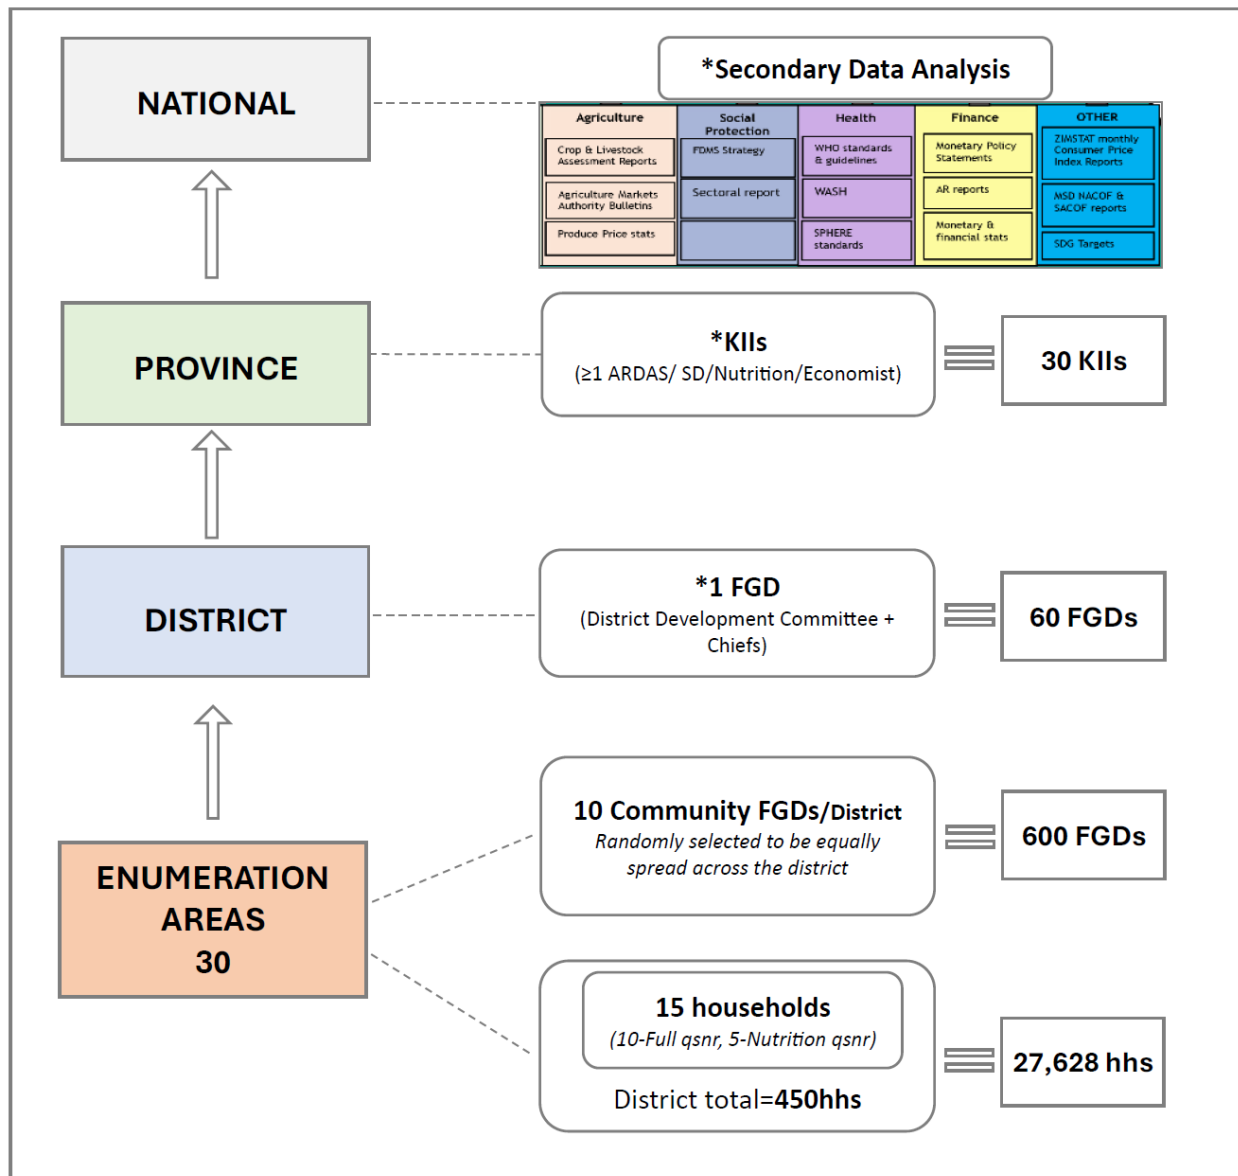 NATIONAL
*Secondary Data Analysis
Agriculture
Crop & Livestock
Assessment Reports
Agriculture Markets
Authority Bulletins
Produce Price stats
Social
Protection
FDMS Strategy
Sectoral report
Health
WHO standards
& guidelines
WASH
SPHERE
standards
Finance
Monetary Policy
Statements
AR reports
Monetary &
financial stats
OTHER
ZIMSTAT monthly
Consumer Price
Index Reports
MSD NACOF &
SACOF reports
SDG Targets
PROVINCE
*KIIs
(≥1 ARDAS/ SD/Nutrition/Economist)
30 KIIs
DISTRICT
*1 FGD
(District Development Committee +
Chiefs)
60 FGDs
ENUMERATION
AREAS
30
10 Community FGDs/District
Randomly selected to be equally
spread across the district
600 FGDs
15 households
(10-Full qsnr, 5-Nutrition qsnr)
District total=450hhs
27,628 hhs